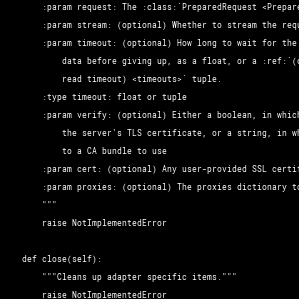 :param request: The :class:`PreparedRequest <Prepare
:param stream: (optional) Whether to stream the requ
:param timeout: (optional) How long to wait for the
data before giving up, as a float, or a :ref:`(c
read timeout) <timeouts>` tuple.
:type timeout: float or tuple
:param verify: (optional) Either a boolean, in which
the server's TLS certificate, or a string, in wh
to a CA bundle to use
:param cert: (optional) Any user-provided SSL certif
:param proxies: (optional) The proxies dictionary to
"""
raise NotImplementedError
def close(self):
"""Cleans up adapter specific items."""
raise NotImplementedError